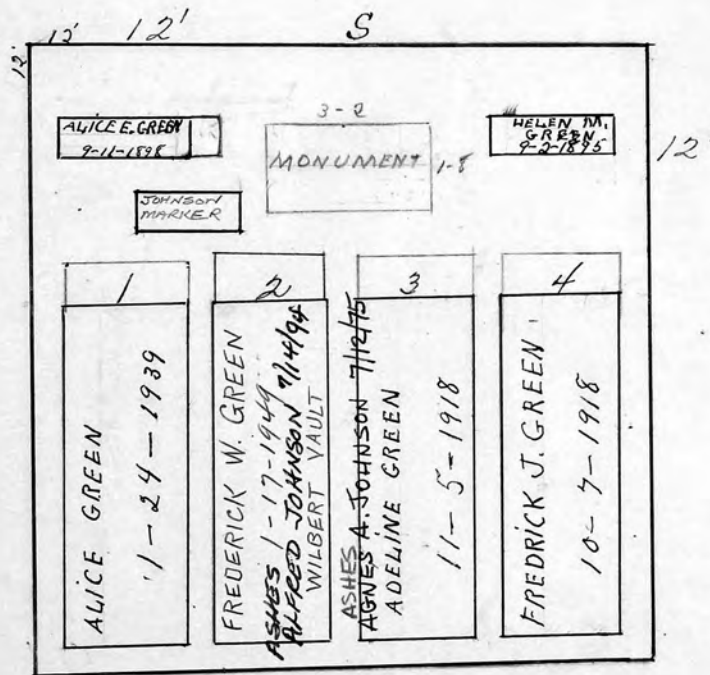 12'
12'
12'
S
ALICE E. GREEN
9-11-1898
3-2
MONUMENT
1-8
HELEN M.
GREEN
9-2-1895
12
JOHNSON
MARKER
1
ALICE GREEN
1-24-1939
2
FREDERICK W. GREEN
ASHES 1-17-1949
ALFRED JOHNSON 7/14/94
WILBERT VAULT
3
ASHES
AGNES A. JOHNSON 7/12/75
ADELINE GREEN
11-5-1918
4
FREDRICK J. GREEN
10-7-1918